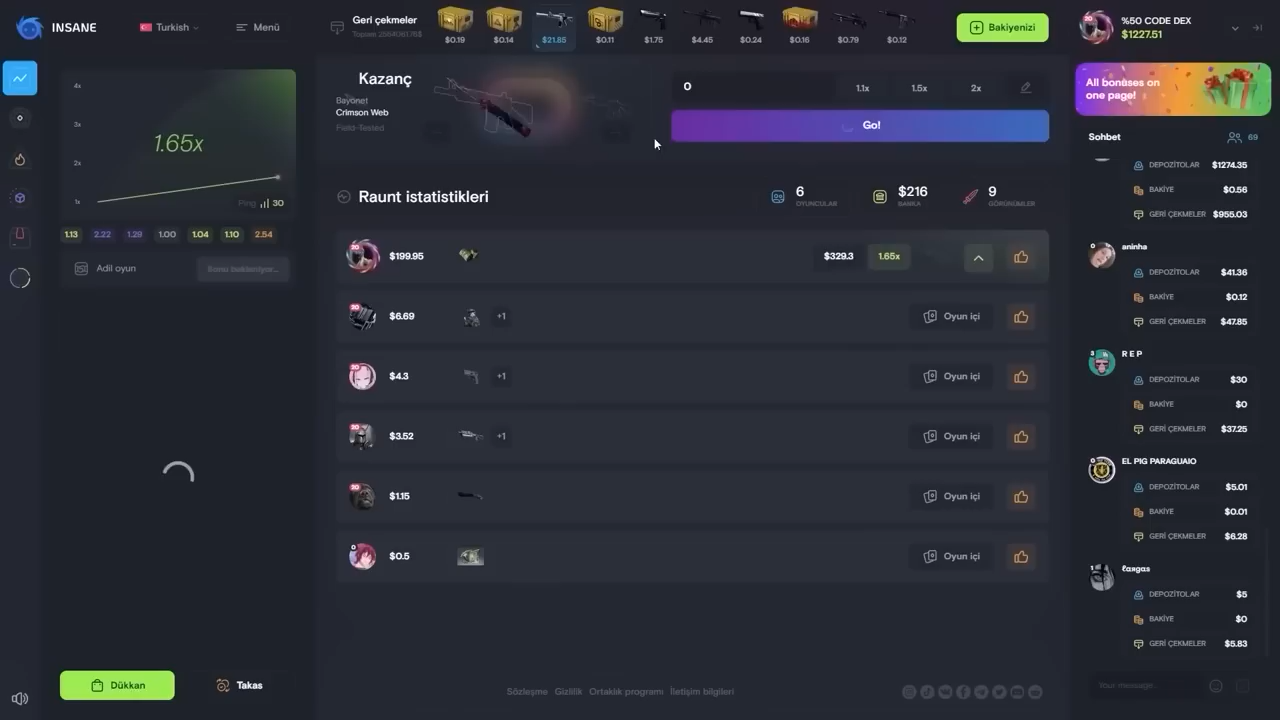 INSANE
Turkish
Menü
Geri çekmeler
$0.19
$0.14
$21.85
$0.11
$1.75
$4.45
$0.24
$0.16
$0.79
$0.12
Bakiyenizi
%50 CODE DEX
$1227.51
4x
3x
2x
1x
1.65x
Ping 30
1.13 2.22 1.29 1.00 1.04 1.10 2.54
Adil oyun
Sonu bekleniyor...
Dükkan
Takas
Kazanç
Bayonet
Crimson Web
Field-Tested
0
1.1x
1.5x
2x
Go!
Raunt istatistikleri
6
OYUNCULAR
$216
BANKA
9
GÖRÜNÜMLER
$199.95
$329.3
1.65x
$6.69
+1
Oyun içi
$4.3
+1
Oyun içi
$3.52
+1
Oyun içi
$1.15
Oyun içi
$0.5
Oyun içi
Sözleşme Gizlilik Ortaklık programı İletişim bilgileri
All bonuses on
one page!
Sohbet
69
DEPOZİTOLAR $1274.35
BAKİYE $0.56
GERİ ÇEKMELER $955.03
aninha
DEPOZİTOLAR $41.36
BAKİYE $0.12
GERİ ÇEKMELER $47.85
R E P
DEPOZİTOLAR $30
BAKİYE $0
GERİ ÇEKMELER $37.25
EL PIG PARAGUAIO
DEPOZİTOLAR $5.01
BAKİYE $0.01
GERİ ÇEKMELER $6.28
DEPOZİTOLAR $5
BAKİYE $0
GERİ ÇEKMELER $5.83
Your message...